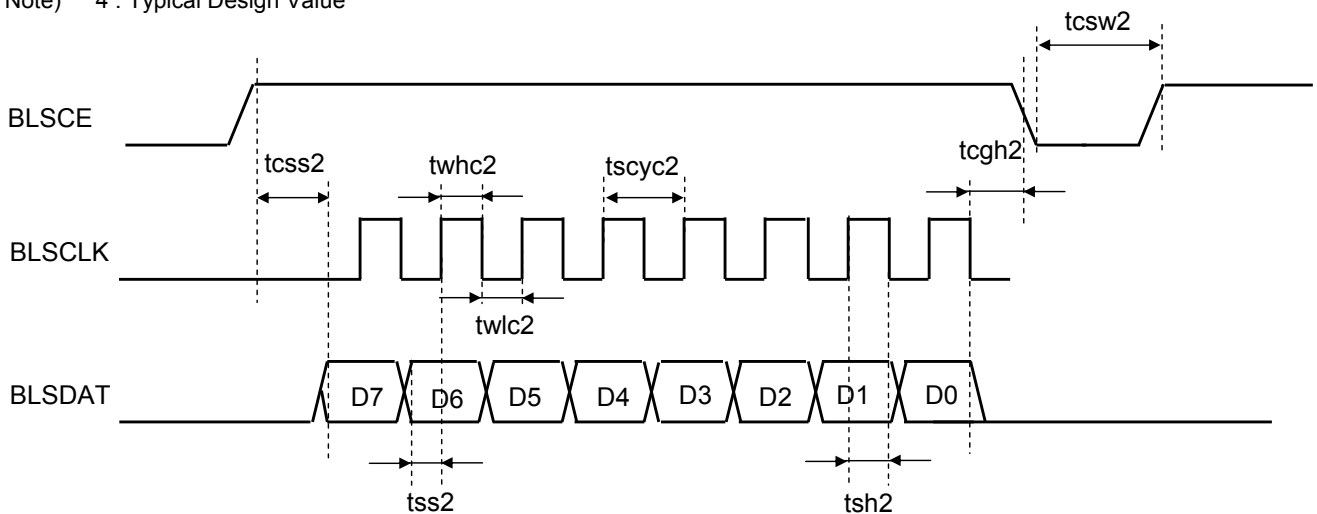 Note) 4 : Typical Design Value
tcsw2
BLSCE
tcss2 twhc2 tscyc2 tcgh2
BLSCLK
twlc2
BLSDAT D7 D6 D5 D4 D3 D2 D1 D0
tss2 tsh2